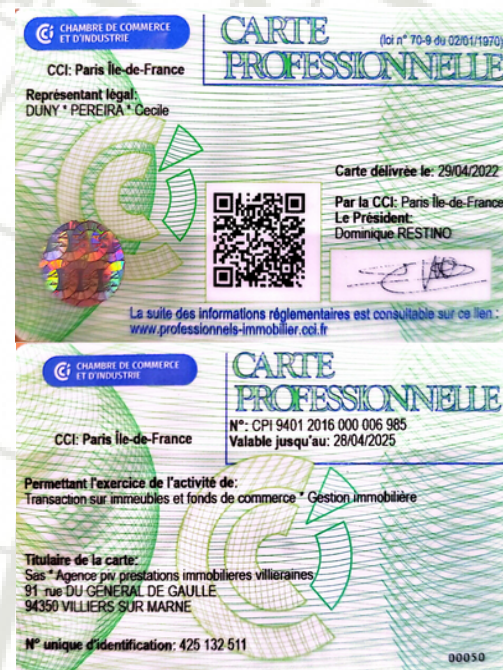 CHAMBRE DE COMMERCE
ET D'INDUSTRIE
CCI: Paris Île-de-France
CARTE
PROFESSIONNELLE
(loi n° 70-9 du 02/01/1970)
Représentant légal:
DUNY * PEREIRA * Cecile
Carte délivrée le: 29/04/2022
Par la CCI: Paris Île-de-France
Le Président:
Dominique RESTINO
La suite des informations réglementaires est consultable sur ce lien :
www.professionnels-immobilier.cci.fr
CHAMBRE DE COMMERCE
ET D'INDUSTRIE
CCI: Paris Île-de-France
CARTE
PROFESSIONNELLE
N°: CPI 9401 2016 000 006 985
Valable jusqu'au: 28/04/2025
Permettant l'exercice de l'activité de:
Transaction sur immeubles et fonds de commerce * Gestion immobilière
Titulaire de la carte:
Sas * Agence piv prestations immobilieres villieraines
91 rue DU GENERAL DE GAULLE
94350 VILLIERS SUR MARNE
N° unique d'identification: 425 132 511
00050